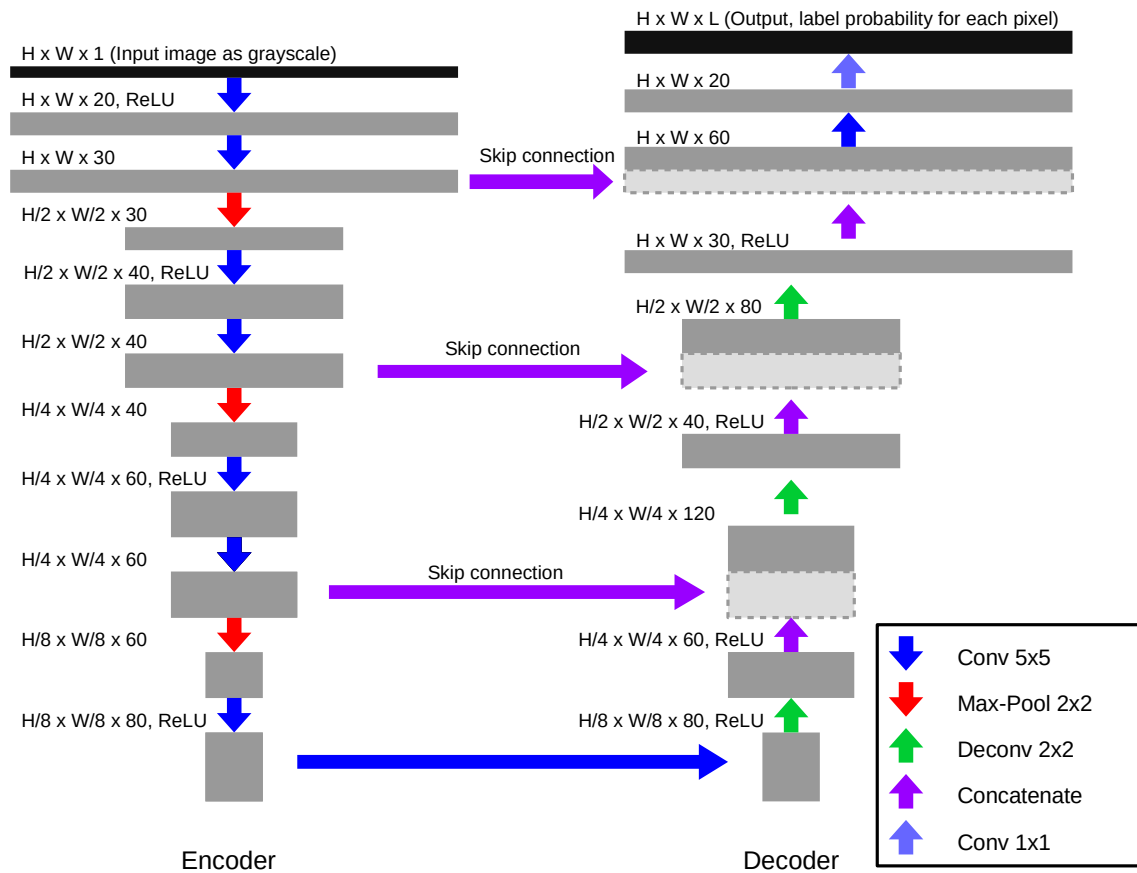 H x W x 1 (Input image as grayscale)
H x W x 20, ReLU
H x W x 30
H/2 x W/2 x 30
H/2 x W/2 x 40, ReLU
H/2 x W/2 x 40
H/4 x W/4 x 40
H/4 x W/4 x 60, ReLU
H/4 x W/4 x 60
H/8 x W/8 x 60
H/8 x W/8 x 80, ReLU
Encoder
Skip connection
Skip connection
Skip connection
H x W x L (Output, label probability for each pixel)
H x W x 20
H x W x 60
H x W x 30, ReLU
H/2 x W/2 x 80
H/2 x W/2 x 40, ReLU
H/4 x W/4 x 120
H/4 x W/4 x 60, ReLU
H/8 x W/8 x 80, ReLU
Decoder
Conv 5x5
Max-Pool 2x2
Deconv 2x2
Concatenate
Conv 1x1